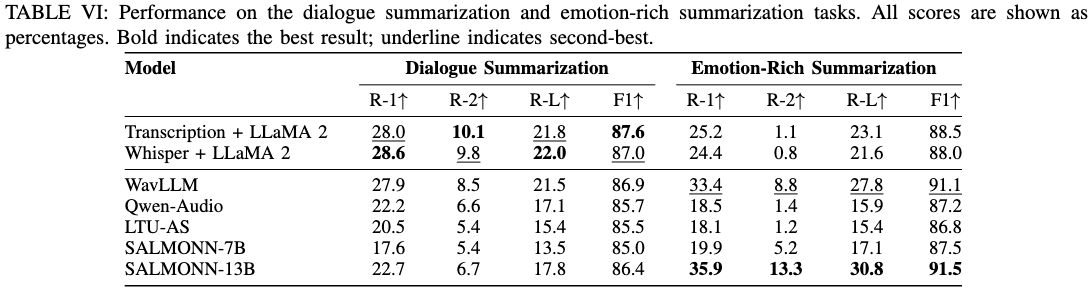 TABLE VI: Performance on the dialogue summarization and emotion-rich summarization tasks. All scores are shown as
percentages. Bold indicates the best result; underline indicates second-best.
Model Dialogue Summarization Emotion-Rich Summarization
R-1↑ R-2↑ R-L↑ F1↑ R-1↑ R-2↑ R-L↑ F1↑
Transcription + LLaMA 2 28.0 10.1 21.8 87.6 25.2 1.1 23.1 88.5
Whisper + LLaMA 2 28.6 9.8 22.0 87.0 24.4 0.8 21.6 88.0
WavLLM 27.9 8.5 21.5 86.9 33.4 8.8 27.8 91.1
Qwen-Audio 22.2 6.6 17.1 85.7 18.5 1.4 15.9 87.2
LTU-AS 20.5 5.4 15.4 85.5 18.1 1.2 15.4 86.8
SALMONN-7B 17.6 5.4 13.5 85.0 19.9 5.2 17.1 87.5
SALMONN-13B 22.7 6.7 17.8 86.4 35.9 13.3 30.8 91.5